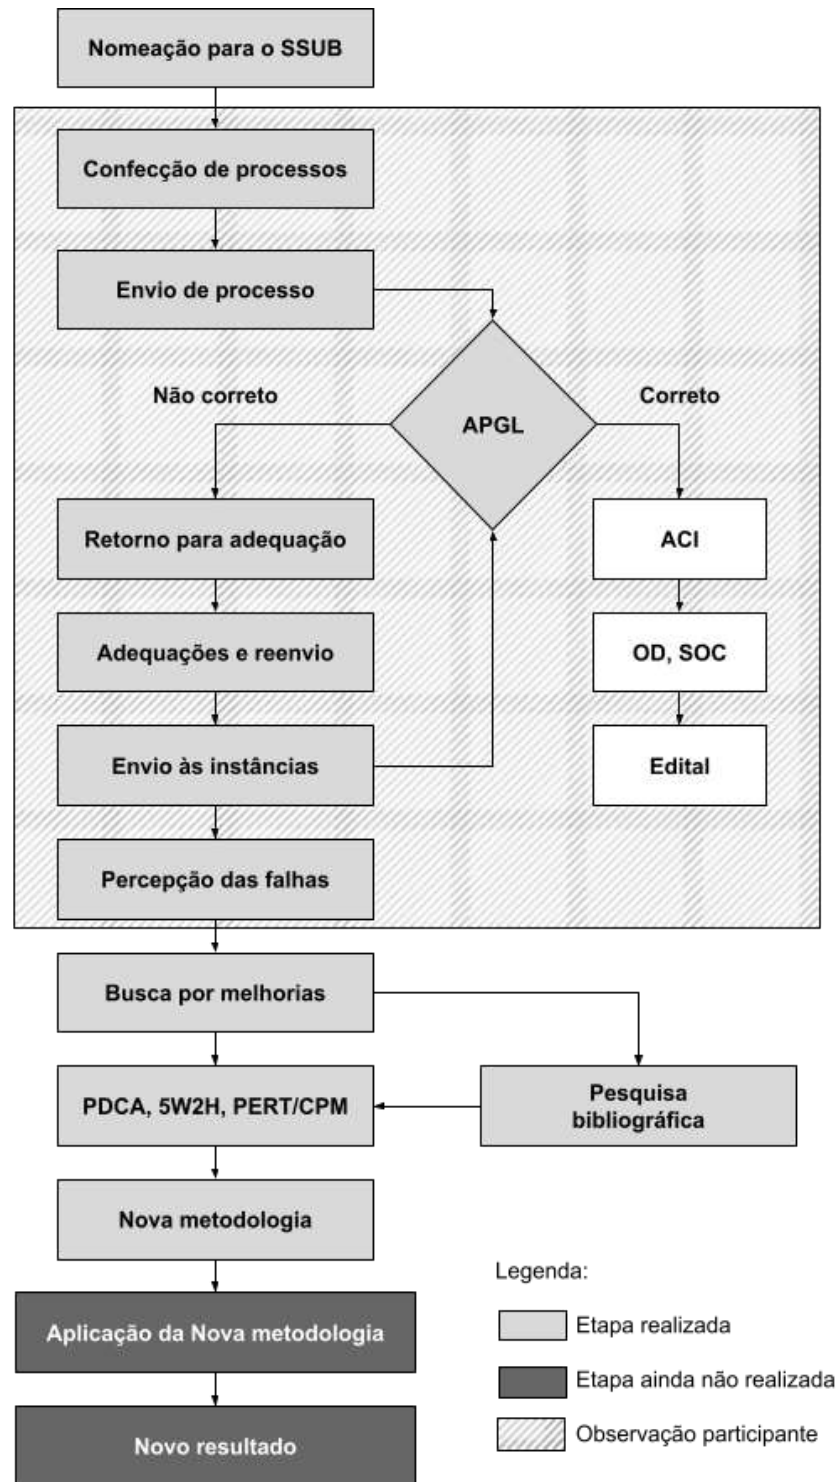 Nomeação para o SSUB
Confecção de processos
Envio de processo
Não correto
Correto
APGL
Retorno para adequação
ACI
Adequações e reenvio
OD, SOC
Envio às instâncias
Edital
Percepção das falhas
Busca por melhorias
PDCA, 5W2H, PERT/CPM
Pesquisa
bibliográfica
Nova metodologia
Aplicação da Nova metodologia
Novo resultado
Legenda:
Etapa realizada
Etapa ainda não realizada
Observação participante